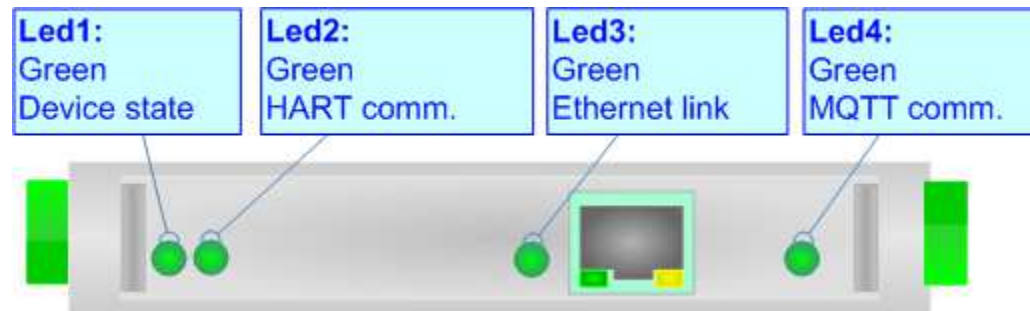 Led1:
Green
Device state
Led2:
Green
HART comm.
Led3:
Green
Ethernet link
Led4:
Green
MQTT comm.